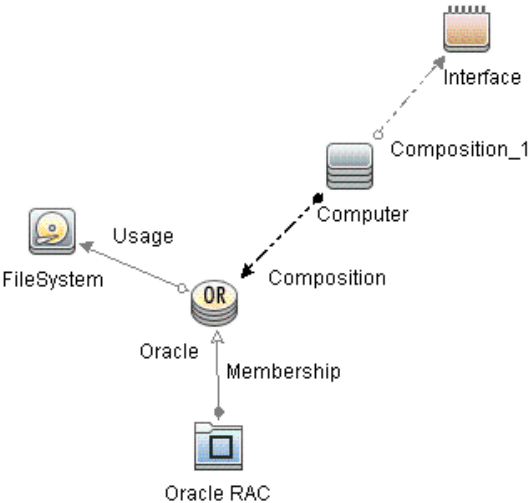 Interface
Composition_1
Computer
Usage
FileSystem
Composition
OR
Oracle
Membership
Oracle RAC